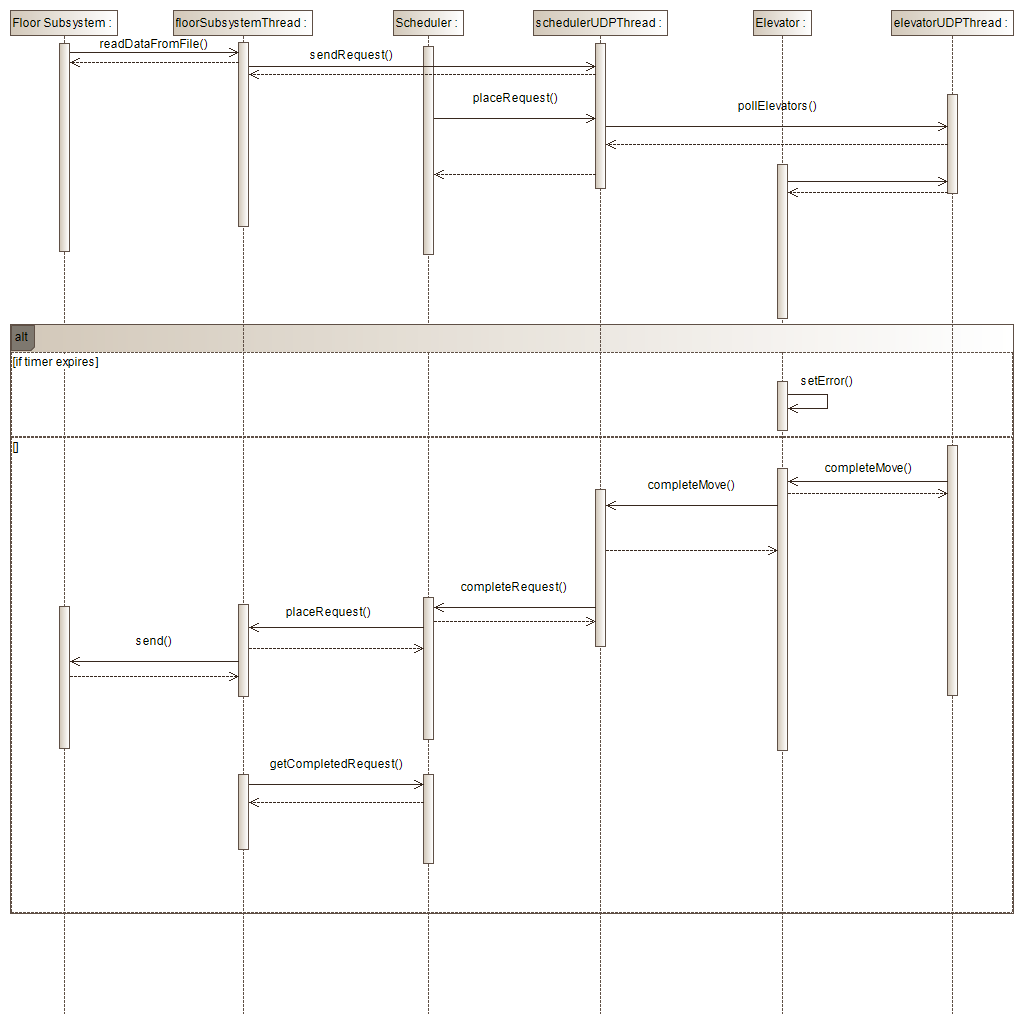 Floor Subsystem :
floorSubsystemThread :
Scheduler :
schedulerUDPThread :
Elevator :
elevatorUDPThread :
readDataFromFile()
sendRequest()
placeRequest()
pollElevators()
alt
[if timer expires]
setError()
[]
completeMove()
completeMove()
completeRequest()
placeRequest()
send()
getCompletedRequest()